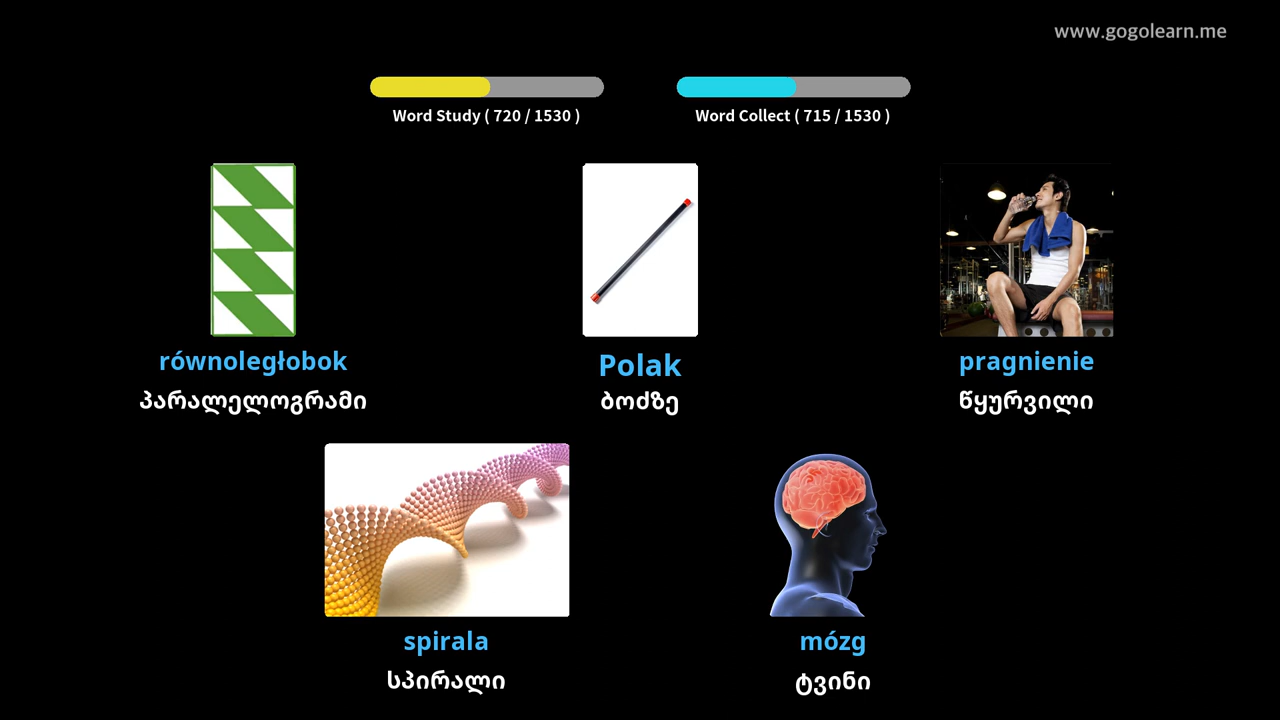 www.gogolearn.me
Word Study ( 720 / 1530 )
Word Collect ( 715 / 1530 )
równoległobok
Polak
pragnienie
პარალელოგრამი
ბოძზე
წყურვილი
spirala
mózg
სპირალი
ტვინი